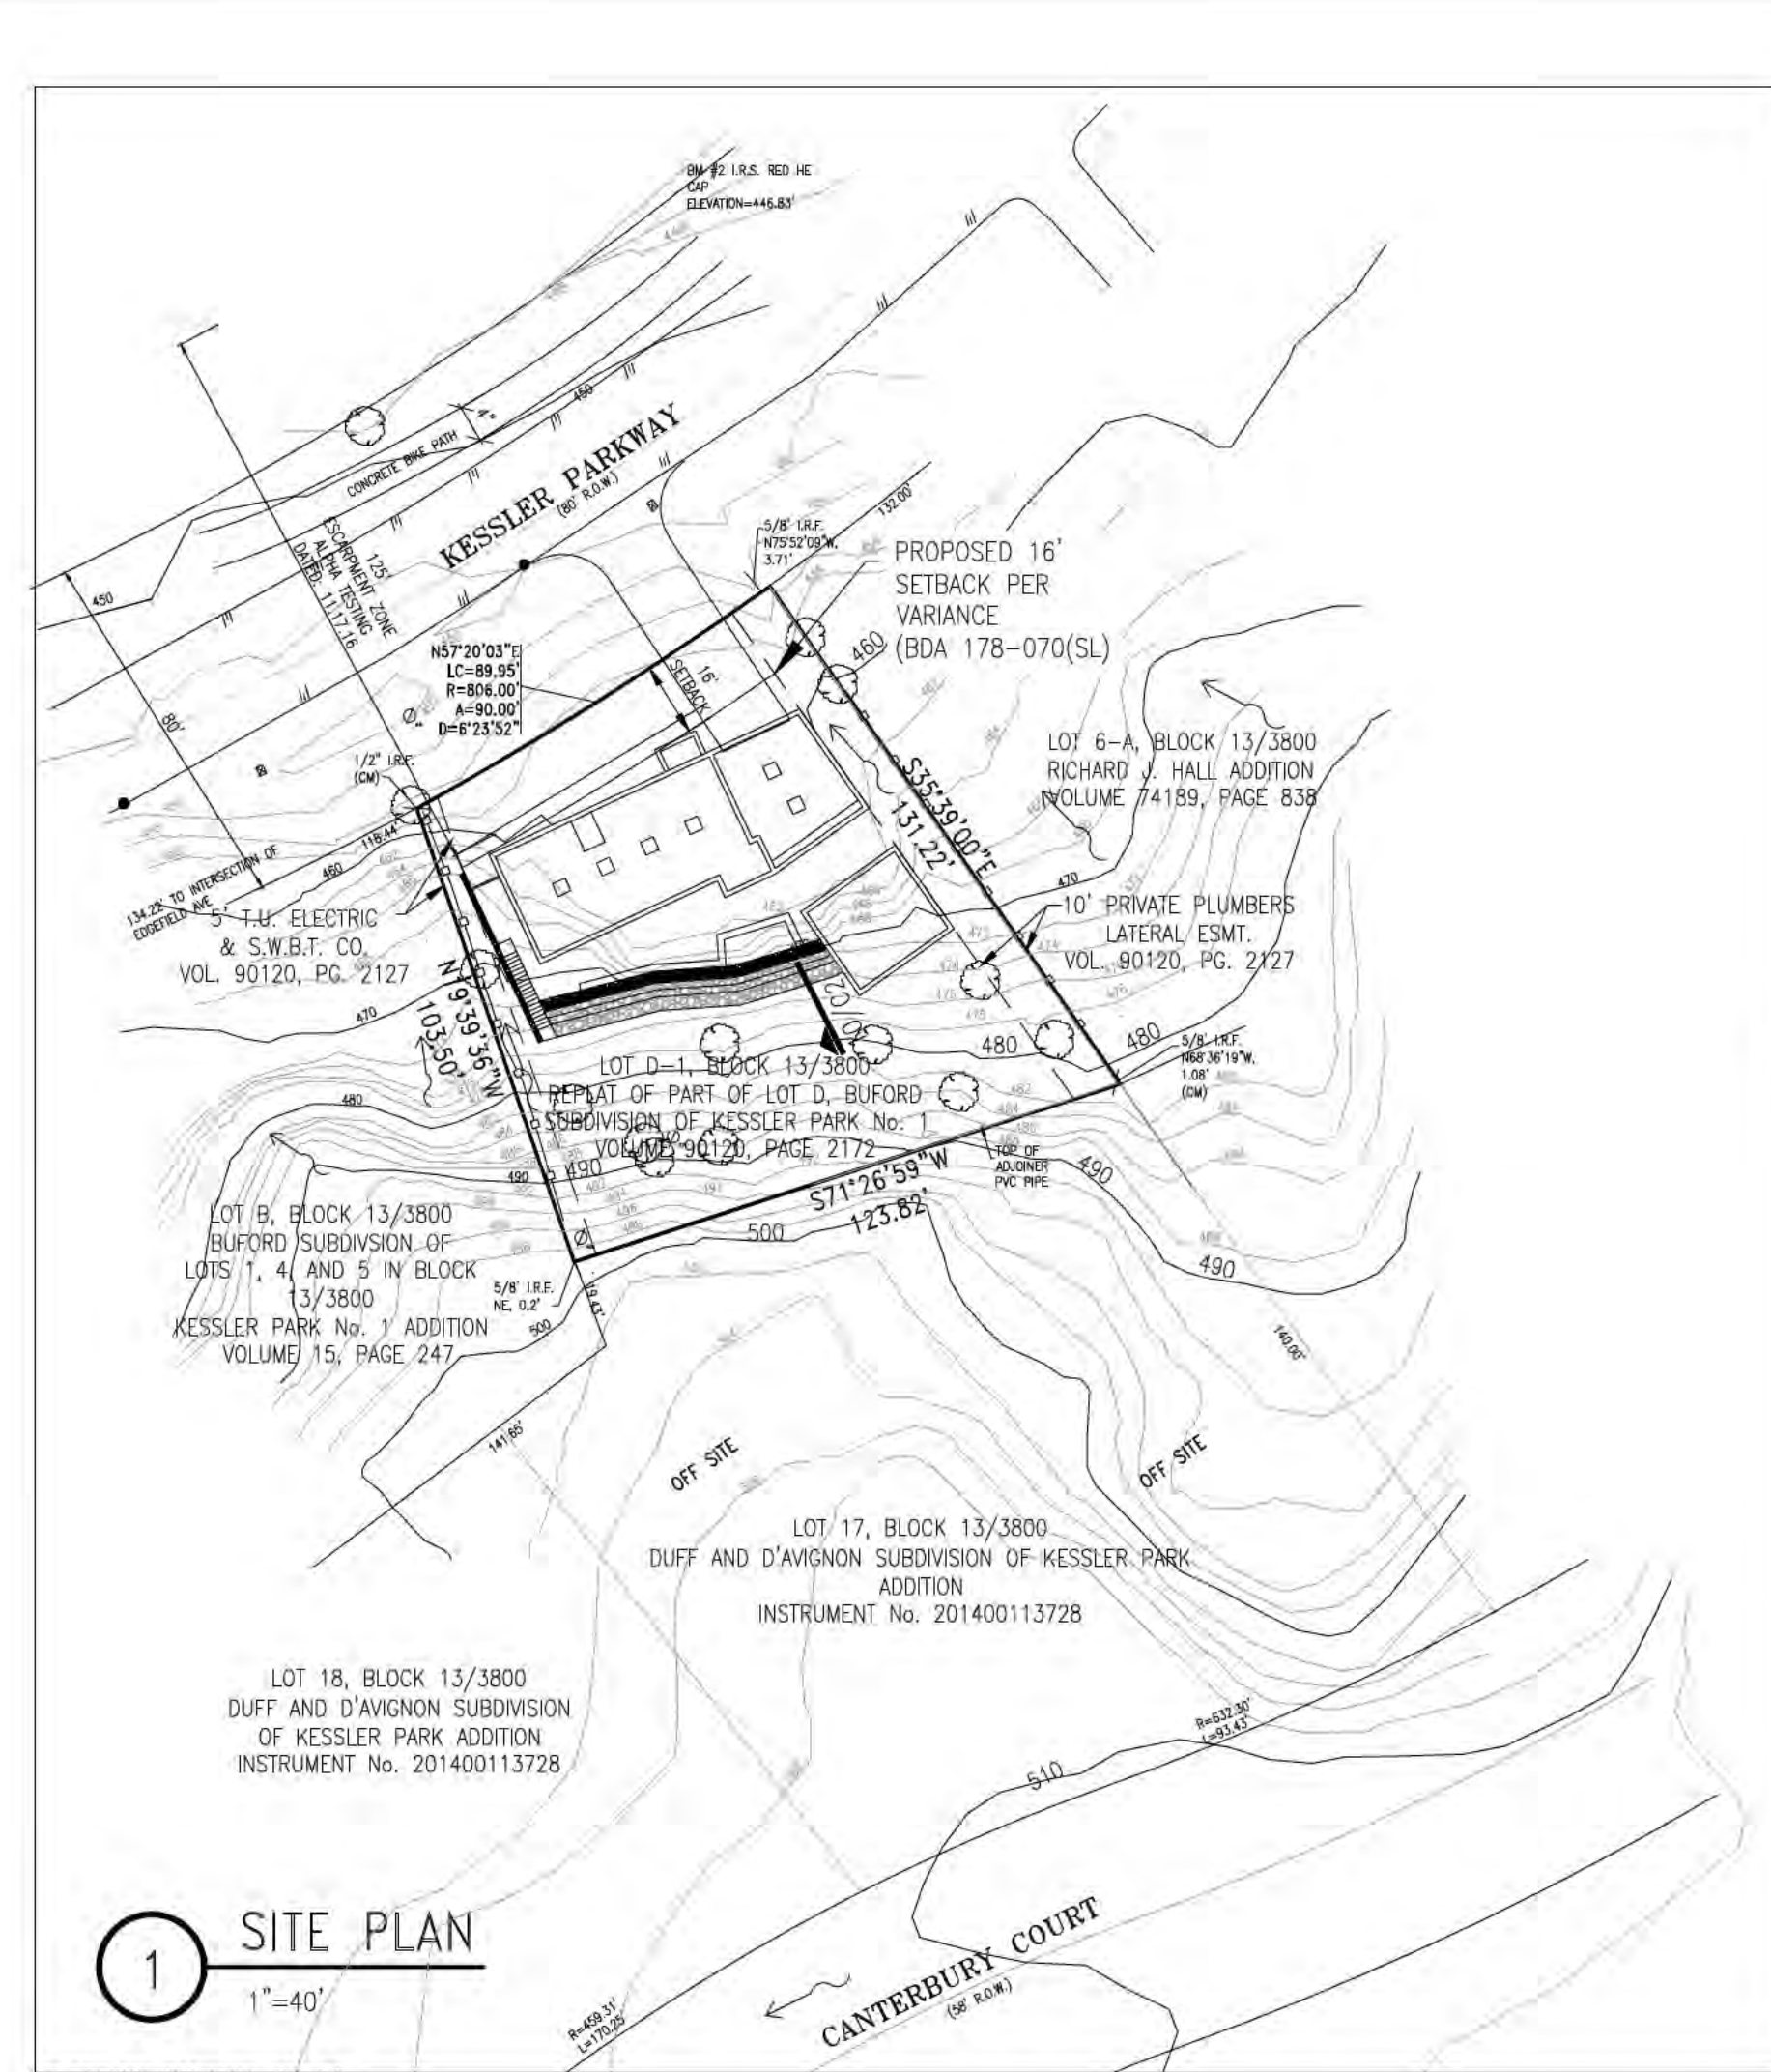 BM #2 I.R.S. RED HE
CAP
ELEVATION=446.83'
450
4"
CONCRETE BIKE PATH
KESSLER PARKWAY
(80' R.O.W.)
125'
ESCARPMENT ZONE
ALPHA TESTING
DATED: 11.17.16
450
80'
132.00'
5/8' I.R.F.
N75°52'09"W,
3.71'
PROPOSED 16'
SETBACK PER
VARIANCE
(BDA 178-070(SL)
460
N57°20'03"E
LC=89.95'
R=806.00'
A=90.00'
D=6°23'52"
16'
SETBACK
1/2" I.R.F.
(CM)
LOT 6-A, BLOCK 13/3800
RICHARD J. HALL ADDITION
VOLUME 74189, PAGE 838
S35°39'00"E
131.22'
118.44'
460
134.22' TO INTERSECTION OF
EDGEFIELD AVE
470
5' T.U. ELECTRIC
& S.W.B.T. CO.
VOL. 90120, PG. 2127
10' PRIVATE PLUMBERS
LATERAL ESMT.
VOL. 90120, PG. 2127
N19°39'36"W
103.50'
470
480
480
5/8' I.R.F.
N68°36'19"W,
1.08'
(CM)
LOT D-1, BLOCK 13/3800
REPLAT OF PART OF LOT D, BUFORD
SUBDIVISION OF KESSLER PARK No. 1
VOLUME 90120, PAGE 2172
480
490
490
TOP OF
ADJOINER
PVC PIPE
490
S71°26'59"W
123.82'
500
490
LOT B, BLOCK 13/3800
BUFORD SUBDIVSION OF
LOTS 1, 4, AND 5 IN BLOCK
13/3800
KESSLER PARK No. 1 ADDITION
VOLUME 15, PAGE 247
5/8' I.R.F.
NE, 0.2'
19.43'
500
140.00'
141.65'
OFF SITE
OFF SITE
LOT 17, BLOCK 13/3800
DUFF AND D'AVIGNON SUBDIVISION OF KESSLER PARK
ADDITION
INSTRUMENT No. 201400113728
LOT 18, BLOCK 13/3800
DUFF AND D'AVIGNON SUBDIVISION
OF KESSLER PARK ADDITION
INSTRUMENT No. 201400113728
R=632.30'
L=93.43'
510
CANTERBURY COURT
(58' R.O.W.)
R=459.31'
L=170.25'
1
SITE PLAN
1"=40'